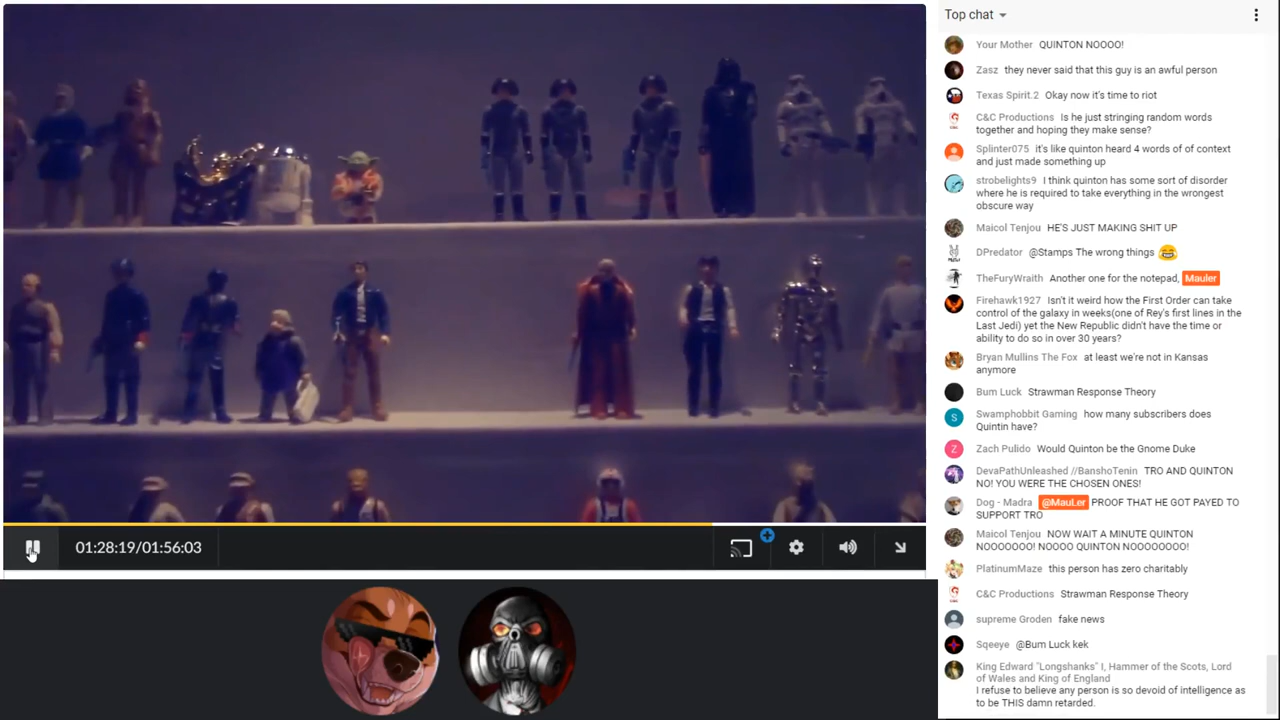 Top chat
Your Mother QUINTON NOOOO!
Zasz they never said that this guy is an awful person
Texas Spirit.2 Okay now it's time to riot
C&C Productions Is he just stringing random words
together and hoping they make sense?
Splinter075 it's like quinton heard 4 words of of context
and just made something up
strobelights9 I think quinton has some sort of disorder
where he is required to take everything in the wrongest
obscure way
Maicol Tenjou HE'S JUST MAKING SHIT UP
DPredator @Stamps The wrong things 😂
TheFuryWraith Another one for the notepad, Mauler
Firehawk1927 Isn't it weird how the First Order can take
control of the galaxy in weeks(one of Rey's first lines in the
Last Jedi) yet the New Republic didn't have the time or
ability to do so in over 30 years?
Bryan Mullins The Fox at least we're not in Kansas
anymore
Bum Luck Strawman Response Theory
Swamphobbit Gaming how many subscribers does
Quintin have?
Zach Pulido Would Quinton be the Gnome Duke
DevaPathUnleashed //BanshoTenin TRO AND QUINTON
NO! YOU WERE THE CHOSEN ONES!
Dog - Madra @MauLer PROOF THAT HE GOT PAYED TO
SUPPORT TRO
Maicol Tenjou NOW WAIT A MINUTE QUINTON
NOOOOOOO! NOOOO QUINTON NOOOOOOOO!
PlatinumMaze this person has zero charitably
C&C Productions Strawman Response Theory
supreme Groden fake news
Sqeeye @Bum Luck kek
King Edward "Longshanks" I, Hammer of the Scots, Lord
of Wales and King of England
I refuse to believe any person is so devoid of intelligence as
to be THIS damn retarded.
01:28:19/01:56:03
S
Z